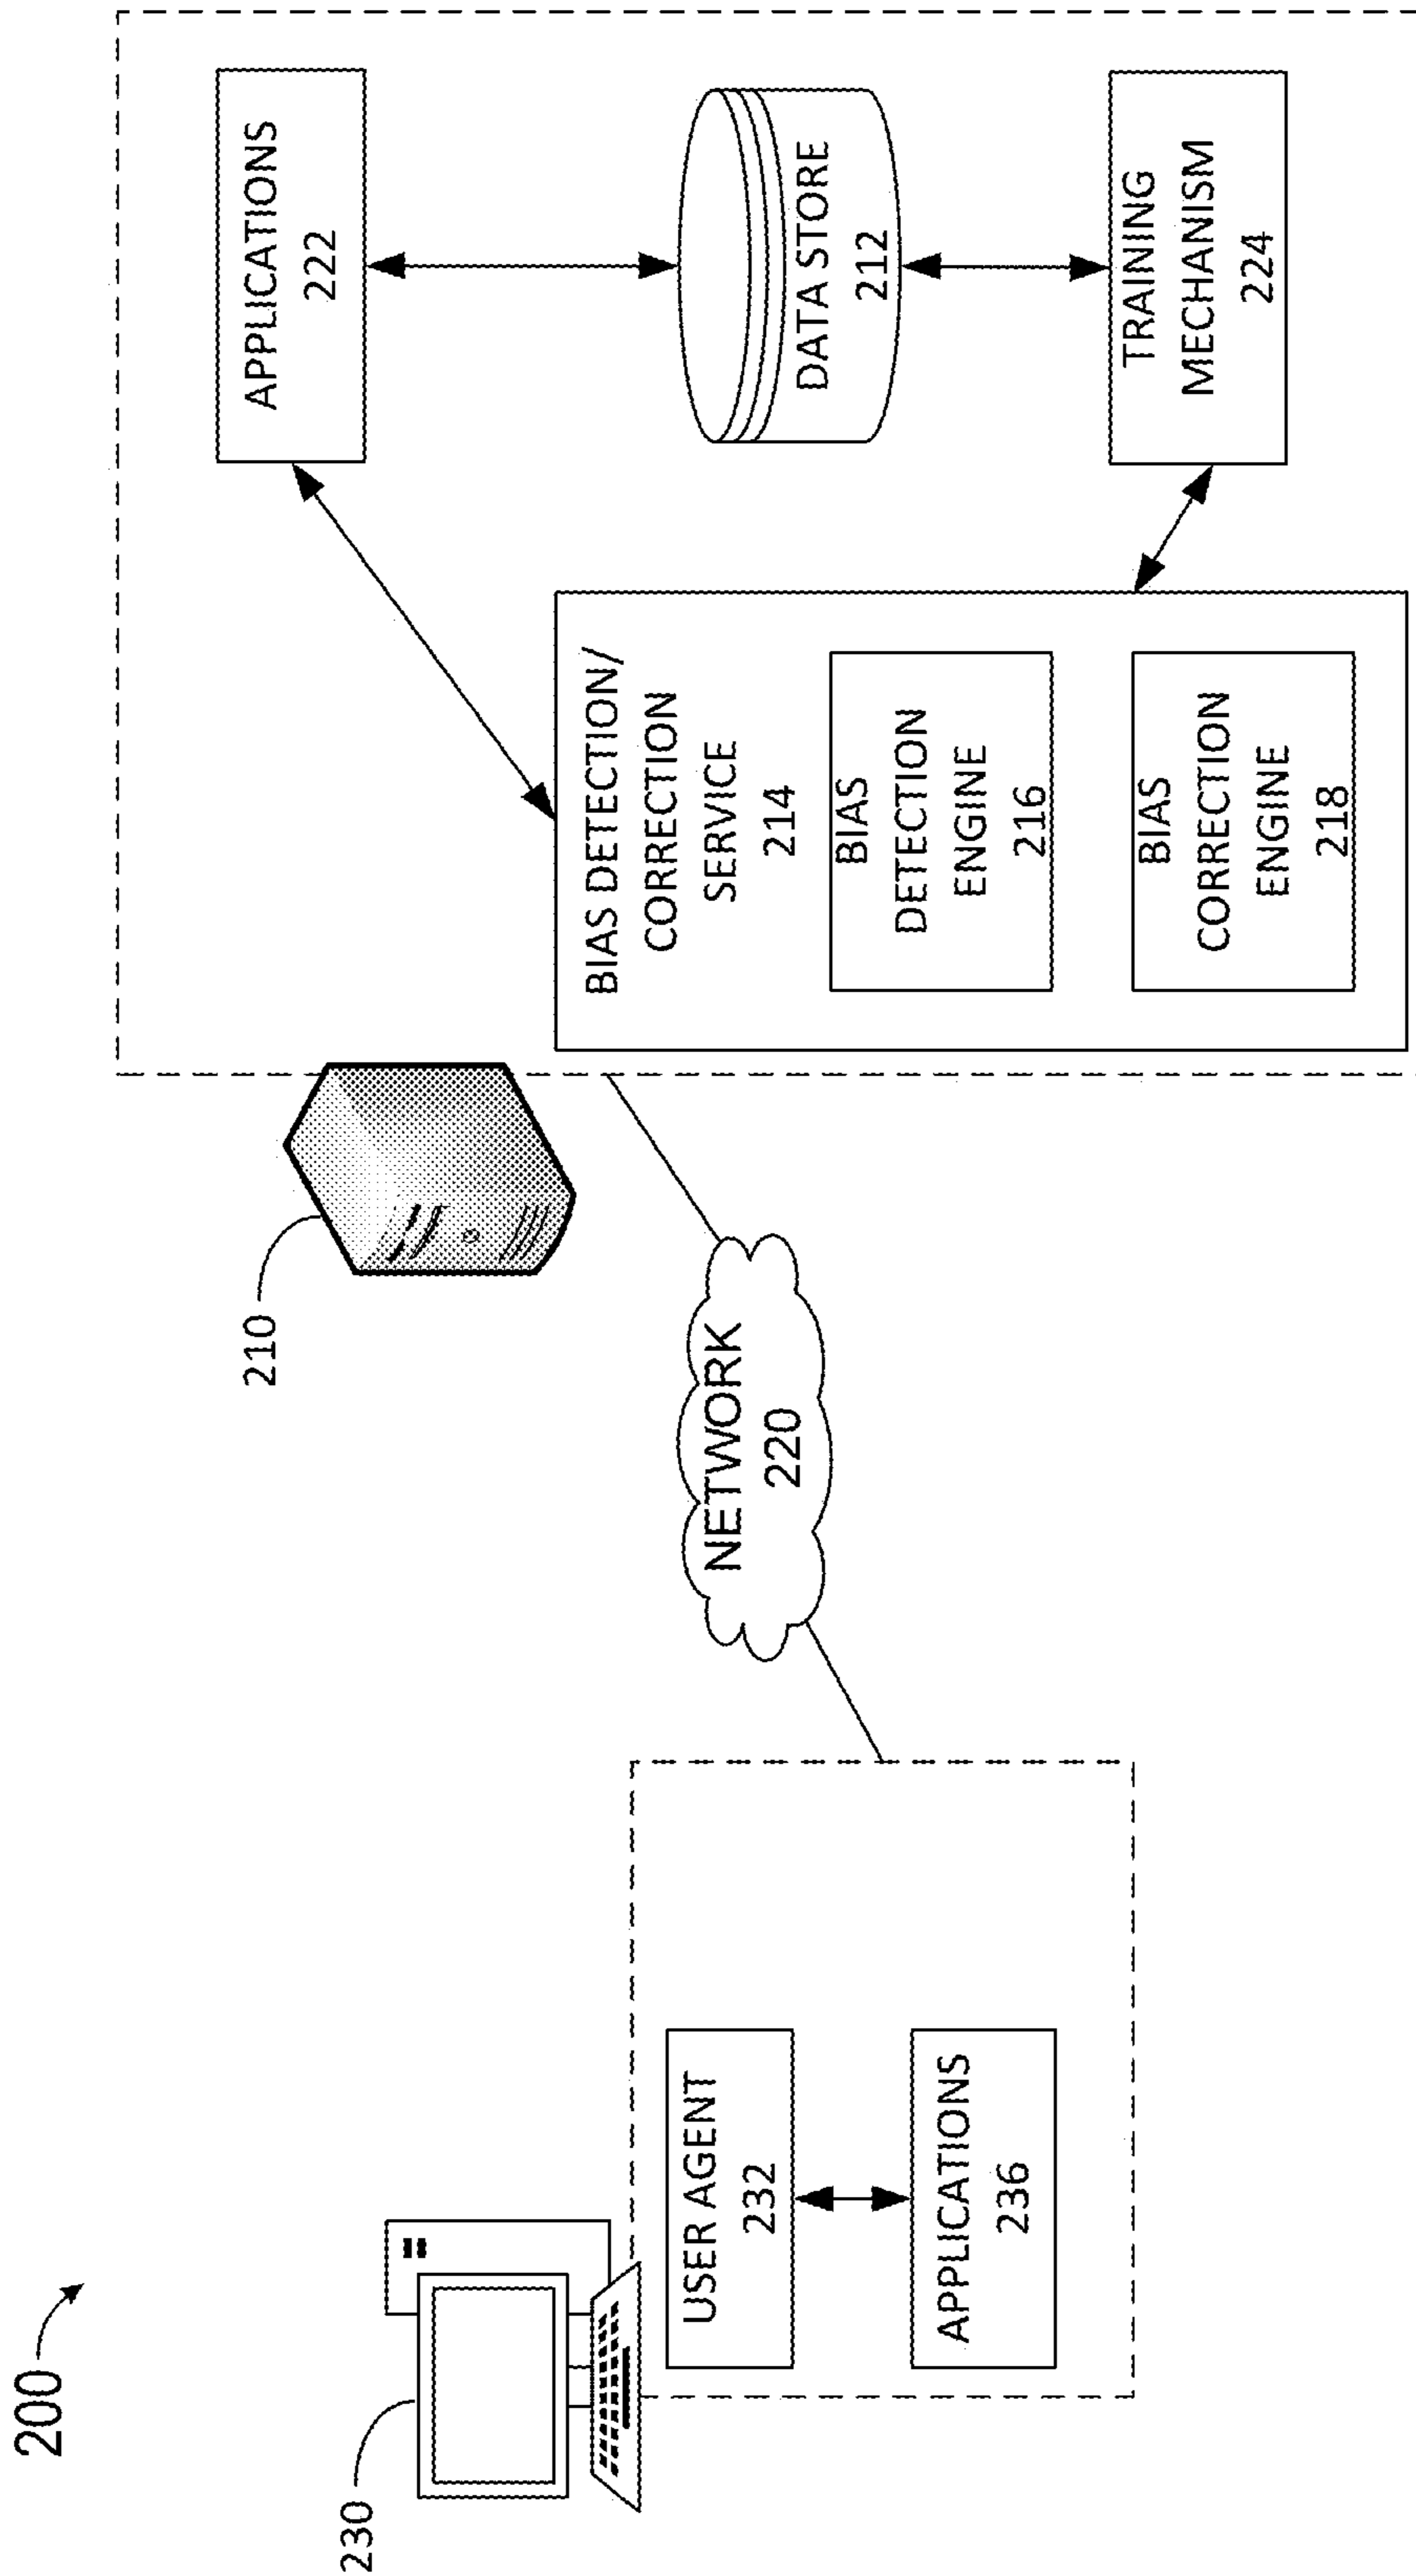 200
230
USER AGENT
232
APPLICATIONS
236
NETWORK
220
210
BIAS DETECTION/
CORRECTION
SERVICE
214
BIAS
DETECTION
ENGINE
216
BIAS
CORRECTION
ENGINE
218
APPLICATIONS
222
DATA STORE
212
TRAINING
MECHANISM
224